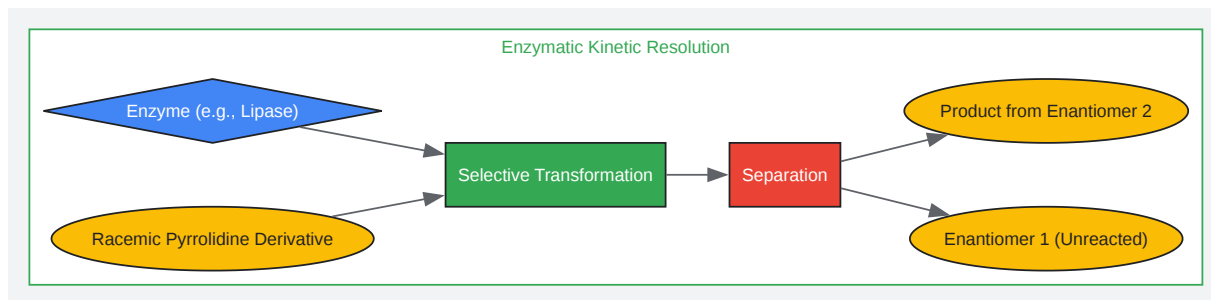 Enzymatic Kinetic Resolution
Enzyme (e.g., Lipase)
Racemic Pyrrolidine Derivative
Selective Transformation
Separation
Product from Enantiomer 2
Enantiomer 1 (Unreacted)